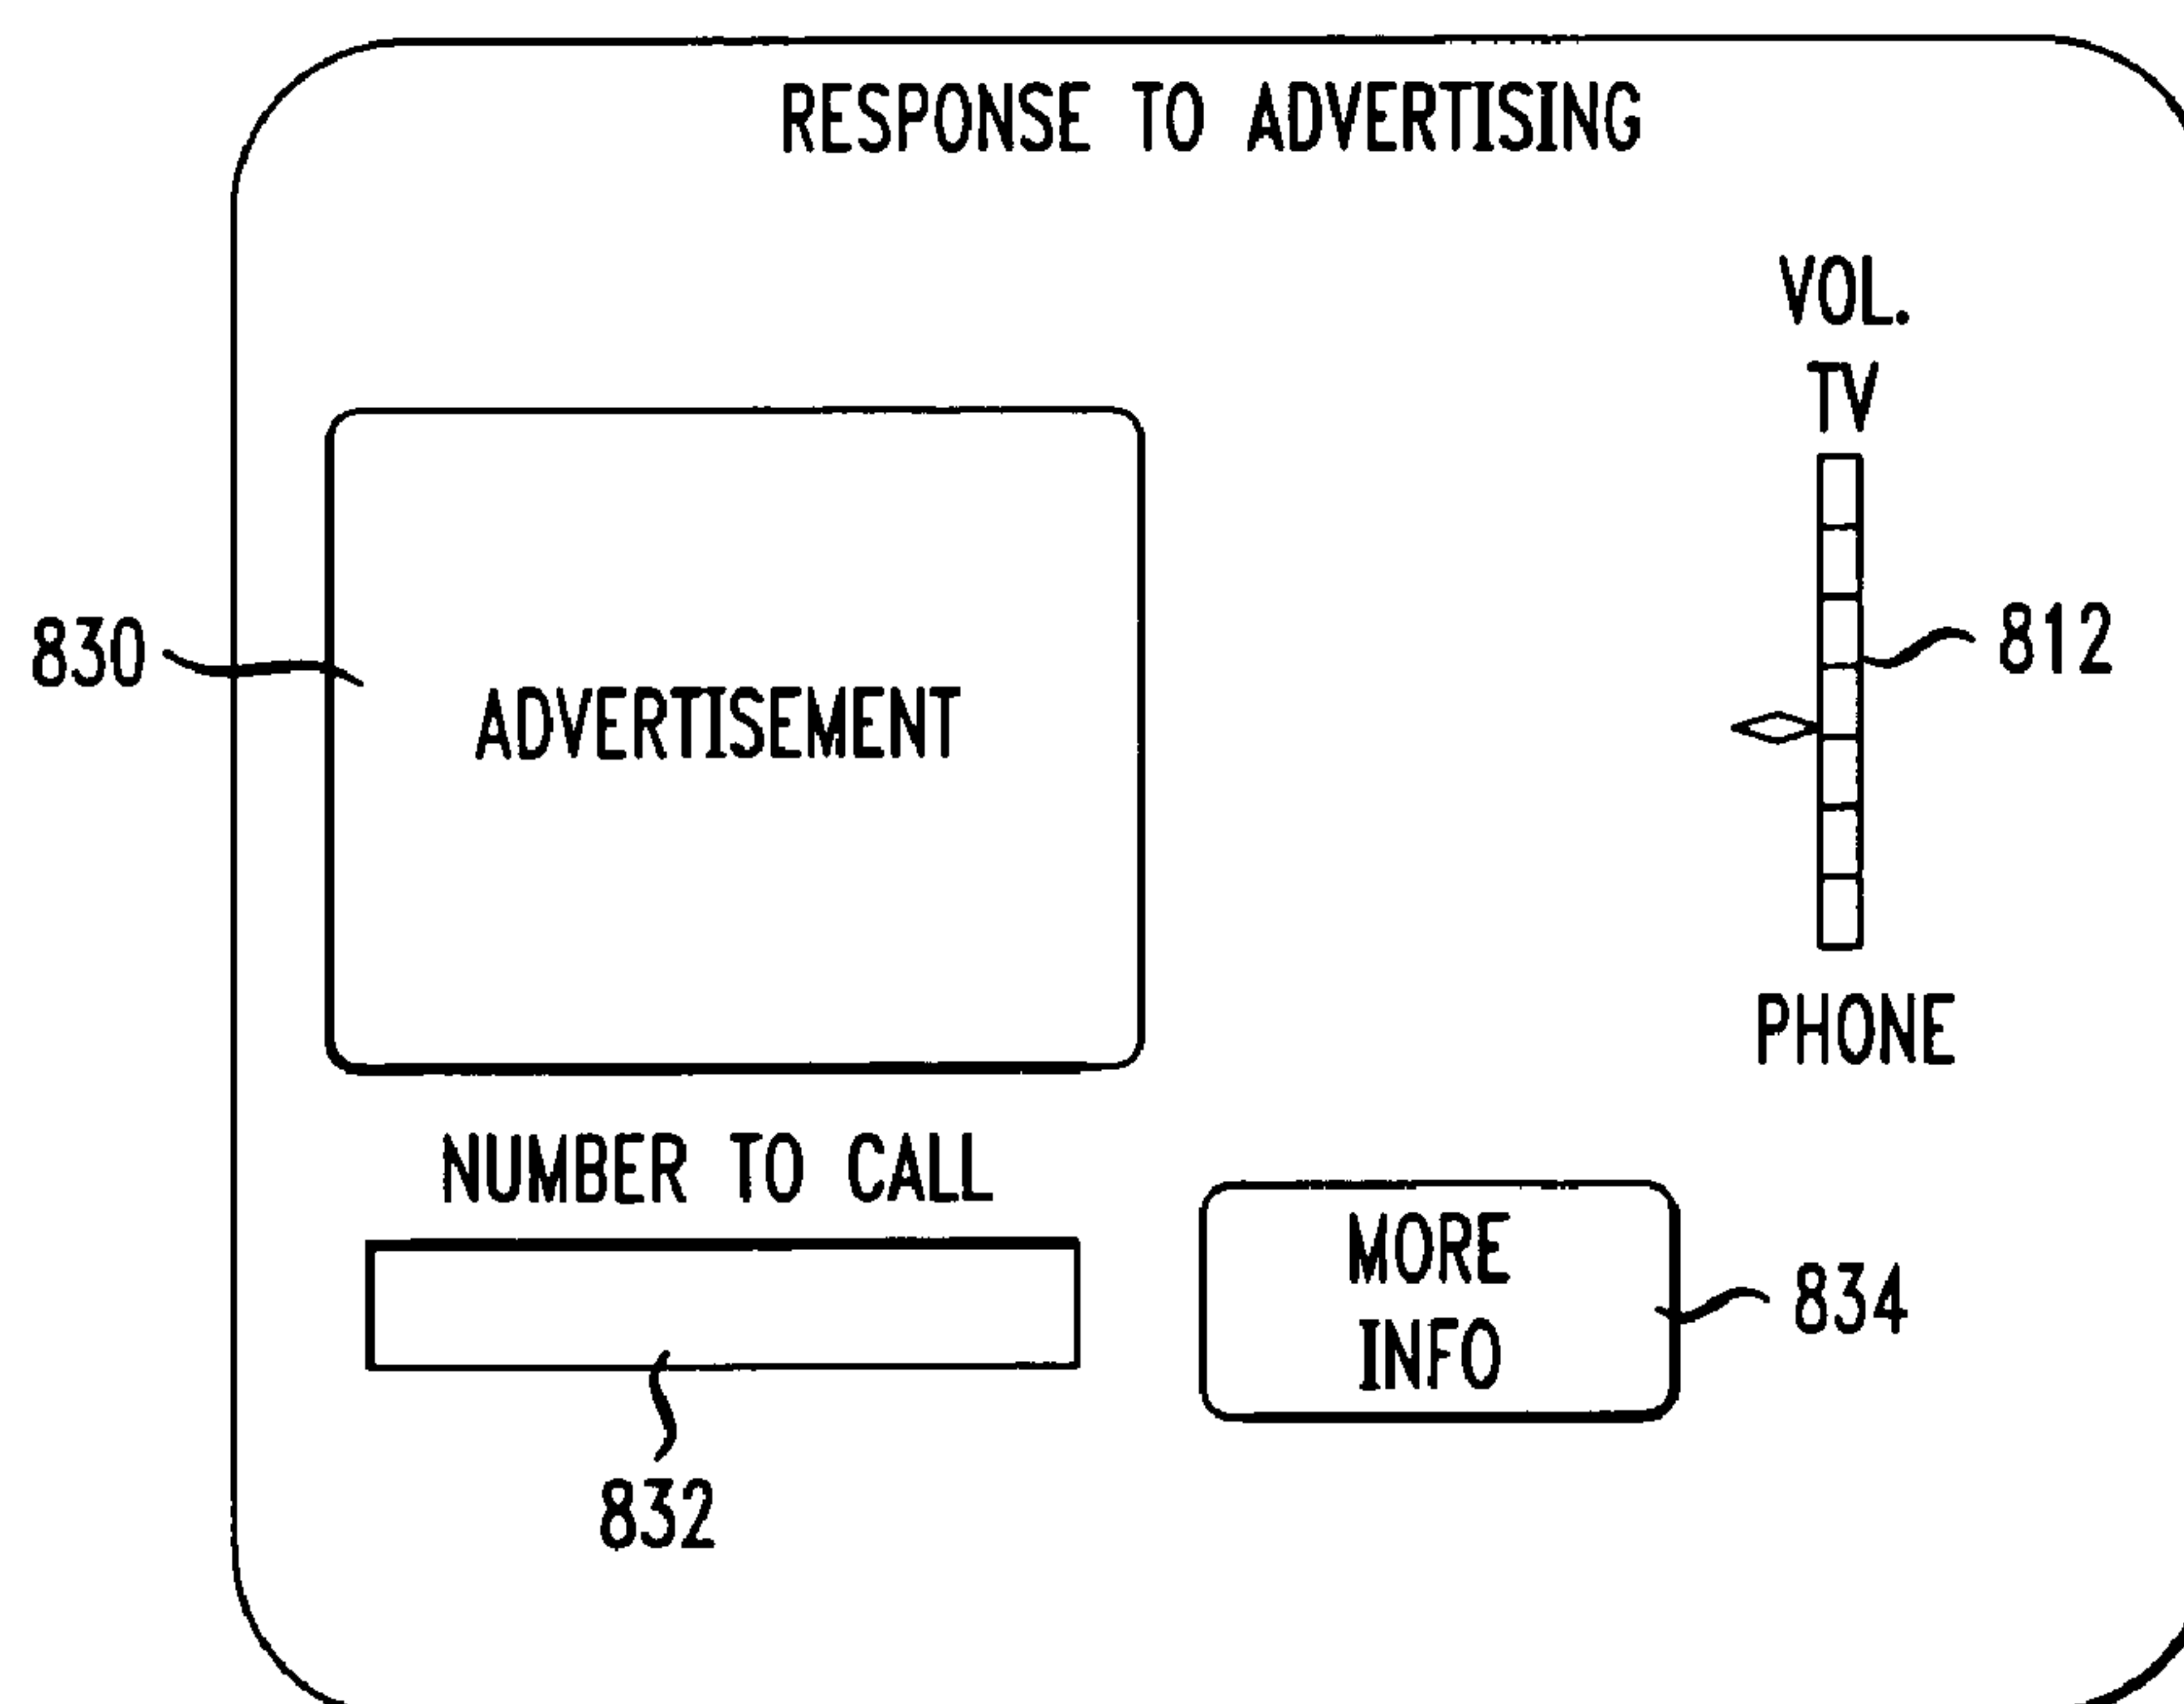 RESPONSE TO ADVERTISING
VOL.
TV
830
812
ADVERTISEMENT
PHONE
NUMBER TO CALL
MORE
INFO
834
832